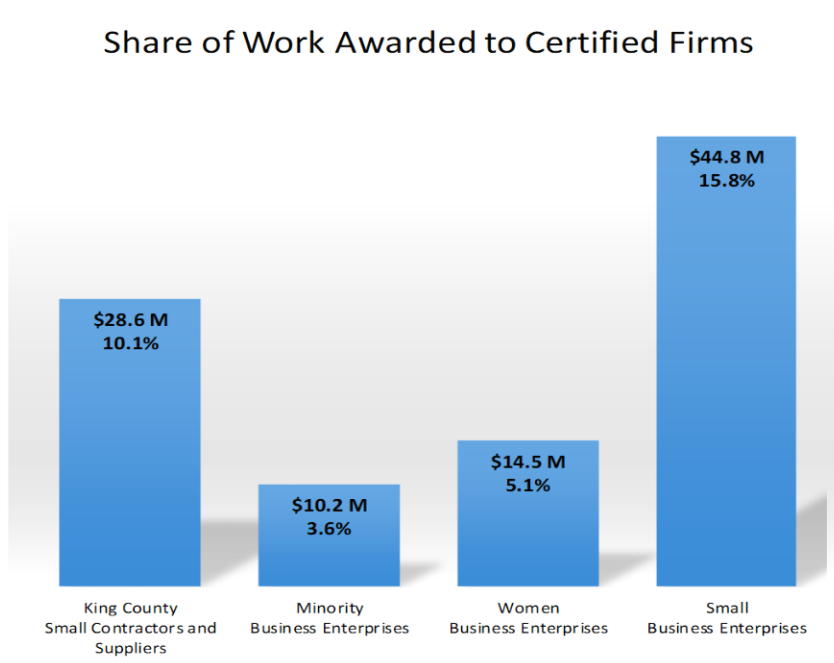 Share of Work Awarded to Certified Firms
$28.6 M
10.1%
$10.2 M
3.6%
$14.5 M
5.1%
$44.8 M
15.8%
King County
Small Contractors and
Suppliers
Minority
Business Enterprises
Women
Business Enterprises
Small
Business Enterprises